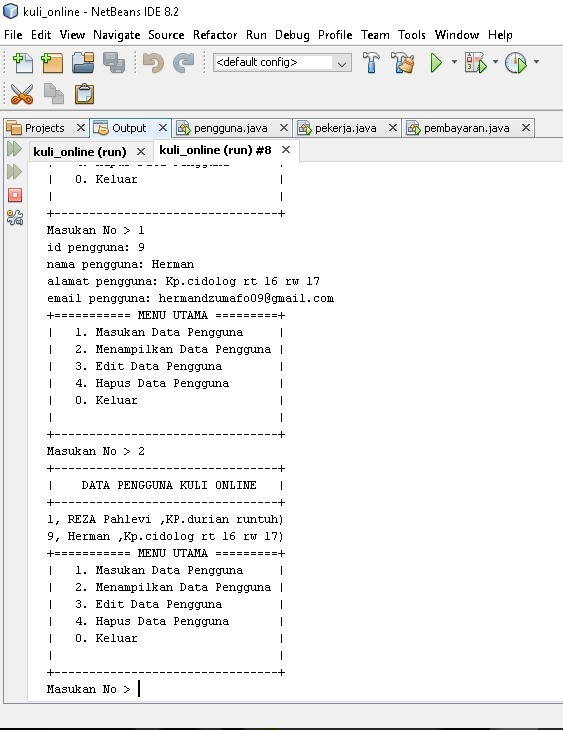 kuli_online - NetBeans IDE 8.2
File Edit View Navigate Source Refactor Run Debug Profile Team Tools Window Help
<default config>
Projects Output pengguna.java pekerja.java pembayaran.java
kuli_online (run) kuli_online (run) #8
| 4. Hapus Data Pengguna |
| 0. Keluar |
| |
+--------------------------------+
Masukan No > 1
id pengguna: 9
nama pengguna: Herman
alamat pengguna: Kp.cidolog rt 16 rw 17
email pengguna: hermandzumafo09@gmail.com
+=========== MENU UTAMA =========+
| 1. Masukan Data Pengguna |
| 2. Menampilkan Data Pengguna |
| 3. Edit Data Pengguna |
| 4. Hapus Data Pengguna |
| 0. Keluar |
| |
+--------------------------------+
Masukan No > 2
+--------------------------------+
| DATA PENGGUNA KULI ONLINE |
+--------------------------------+
1, REZA Pahlevi ,KP.durian runtuh)
9, Herman ,Kp.cidolog rt 16 rw 17)
+=========== MENU UTAMA =========+
| 1. Masukan Data Pengguna |
| 2. Menampilkan Data Pengguna |
| 3. Edit Data Pengguna |
| 4. Hapus Data Pengguna |
| 0. Keluar |
| |
+--------------------------------+
Masukan No >